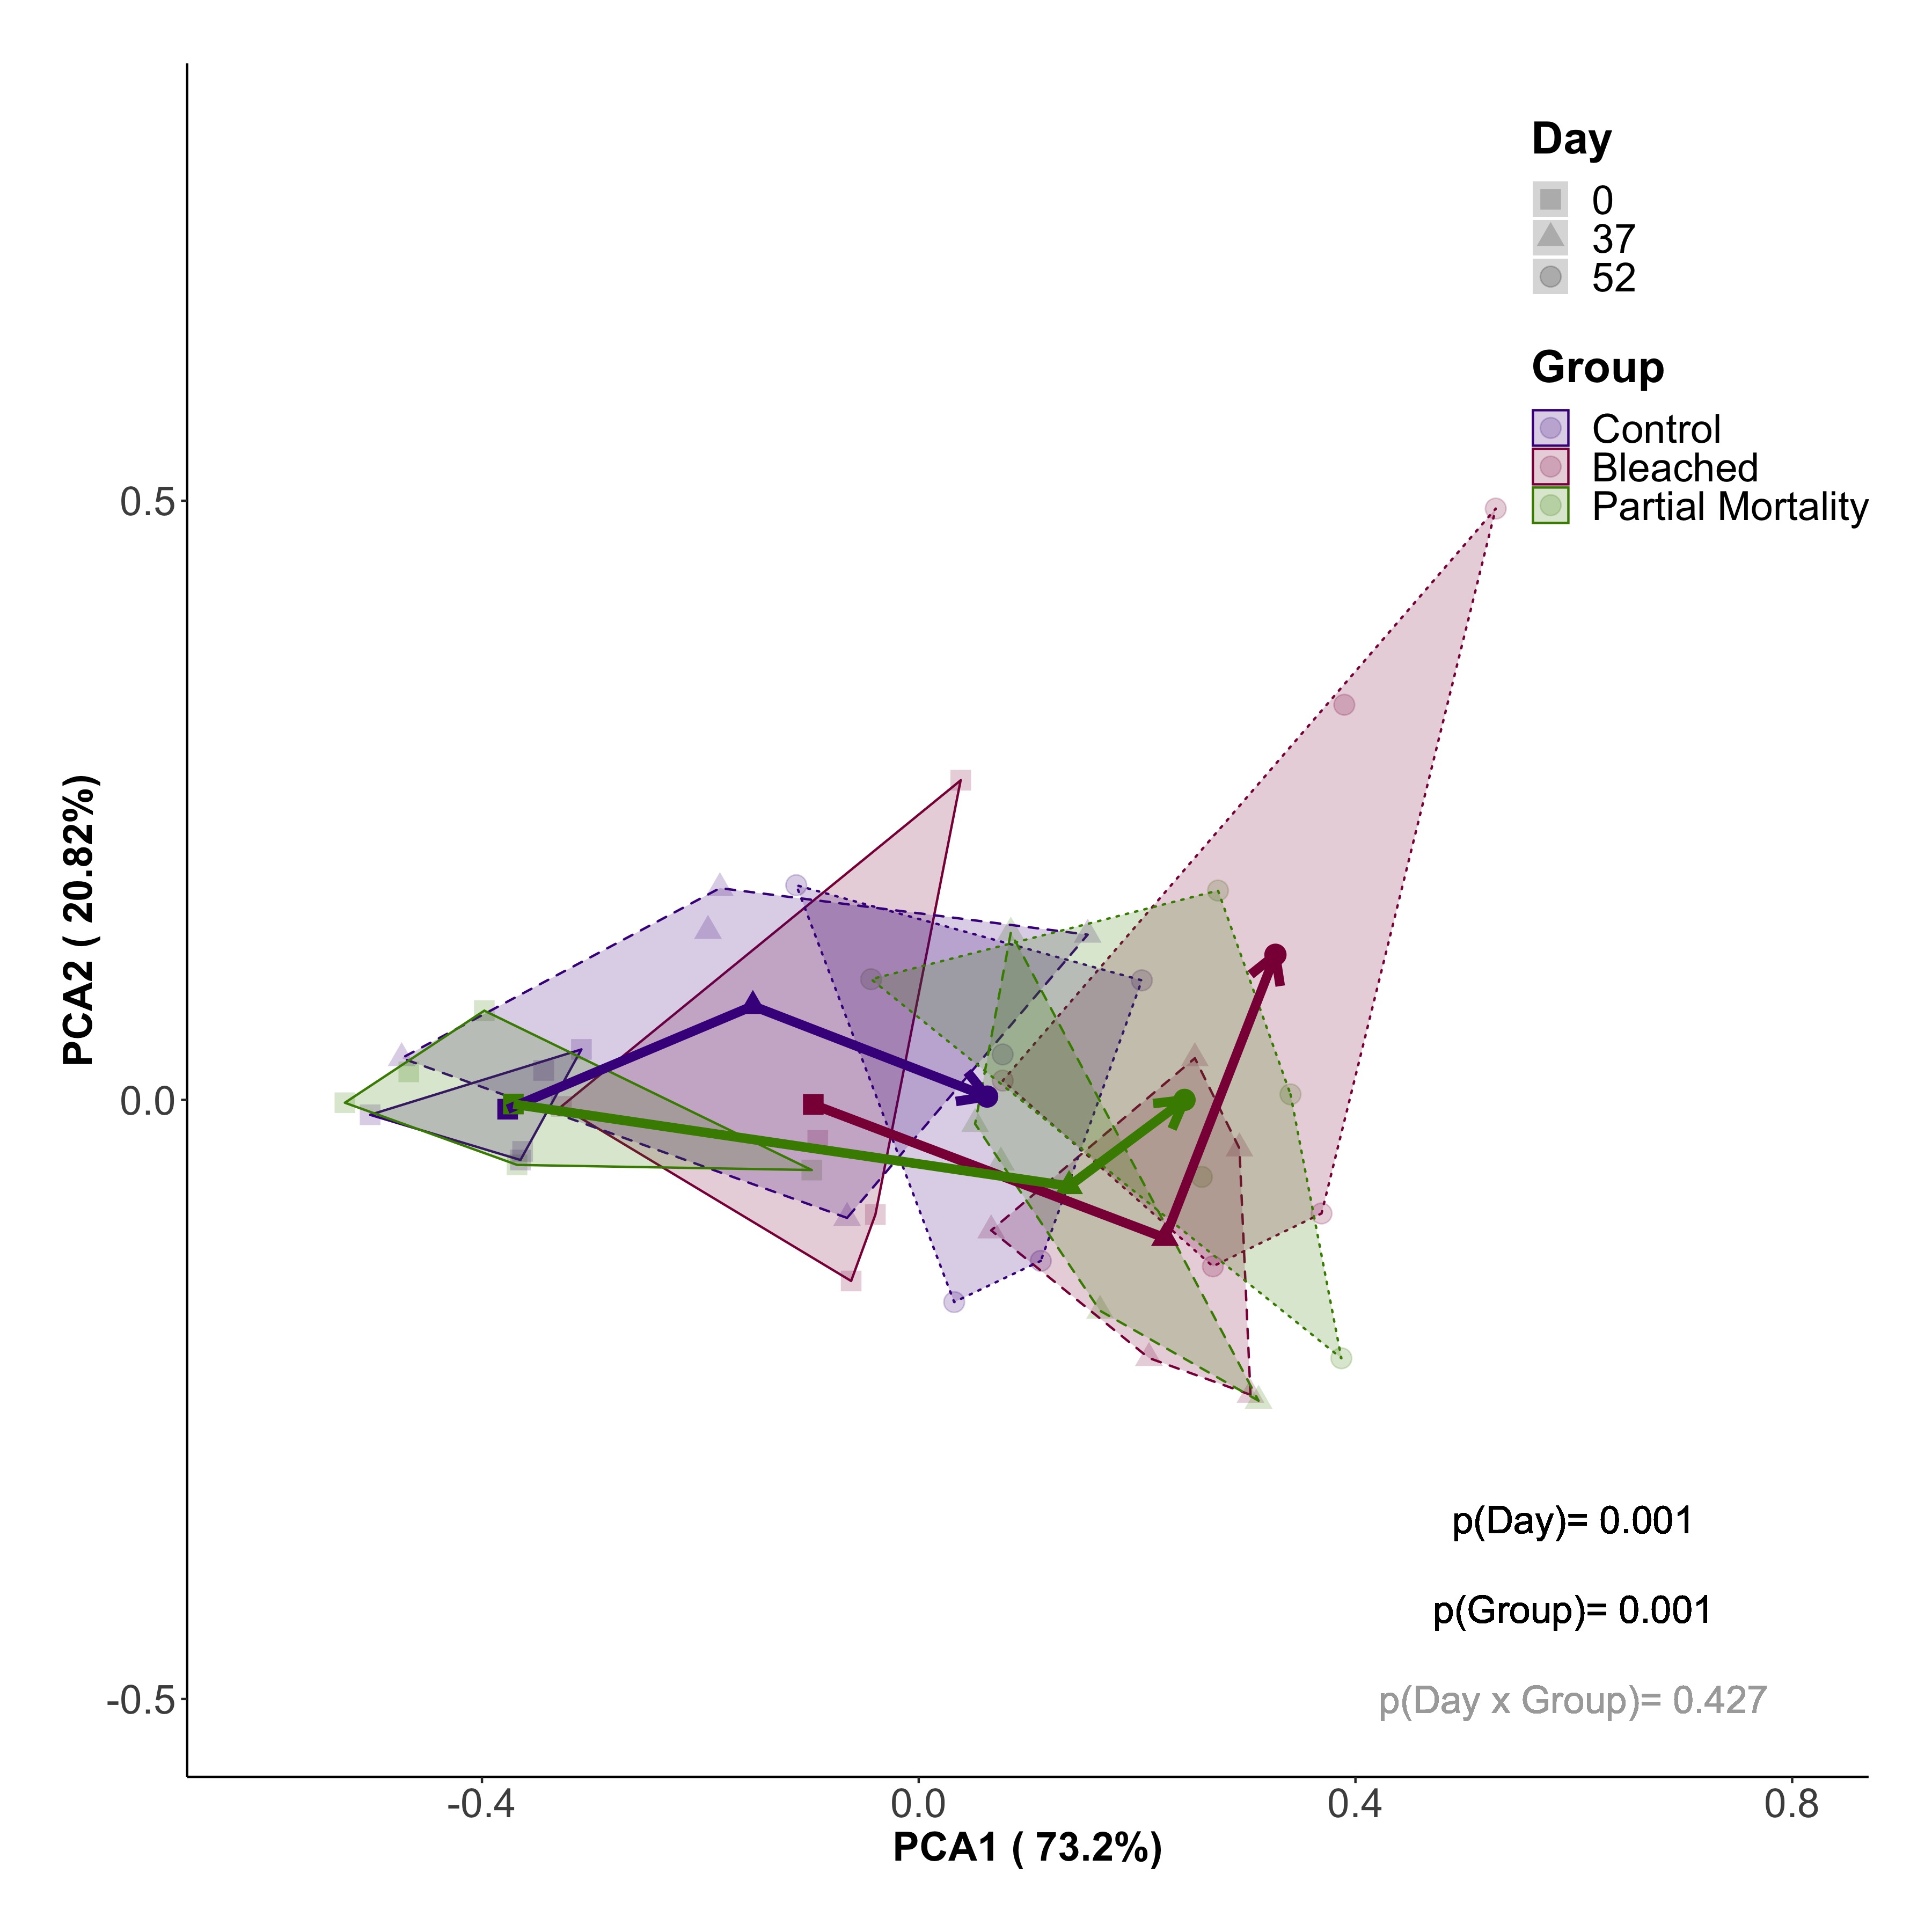 Day
0
37
52
Group
Control
Bleached
Partial Mortality
0.5
0.0
-0.5
PCA2 ( 20.82%)
p(Day)= 0.001
p(Group)= 0.001
p(Day x Group)= 0.427
-0.4
0.0
0.4
0.8
PCA1 ( 73.2%)